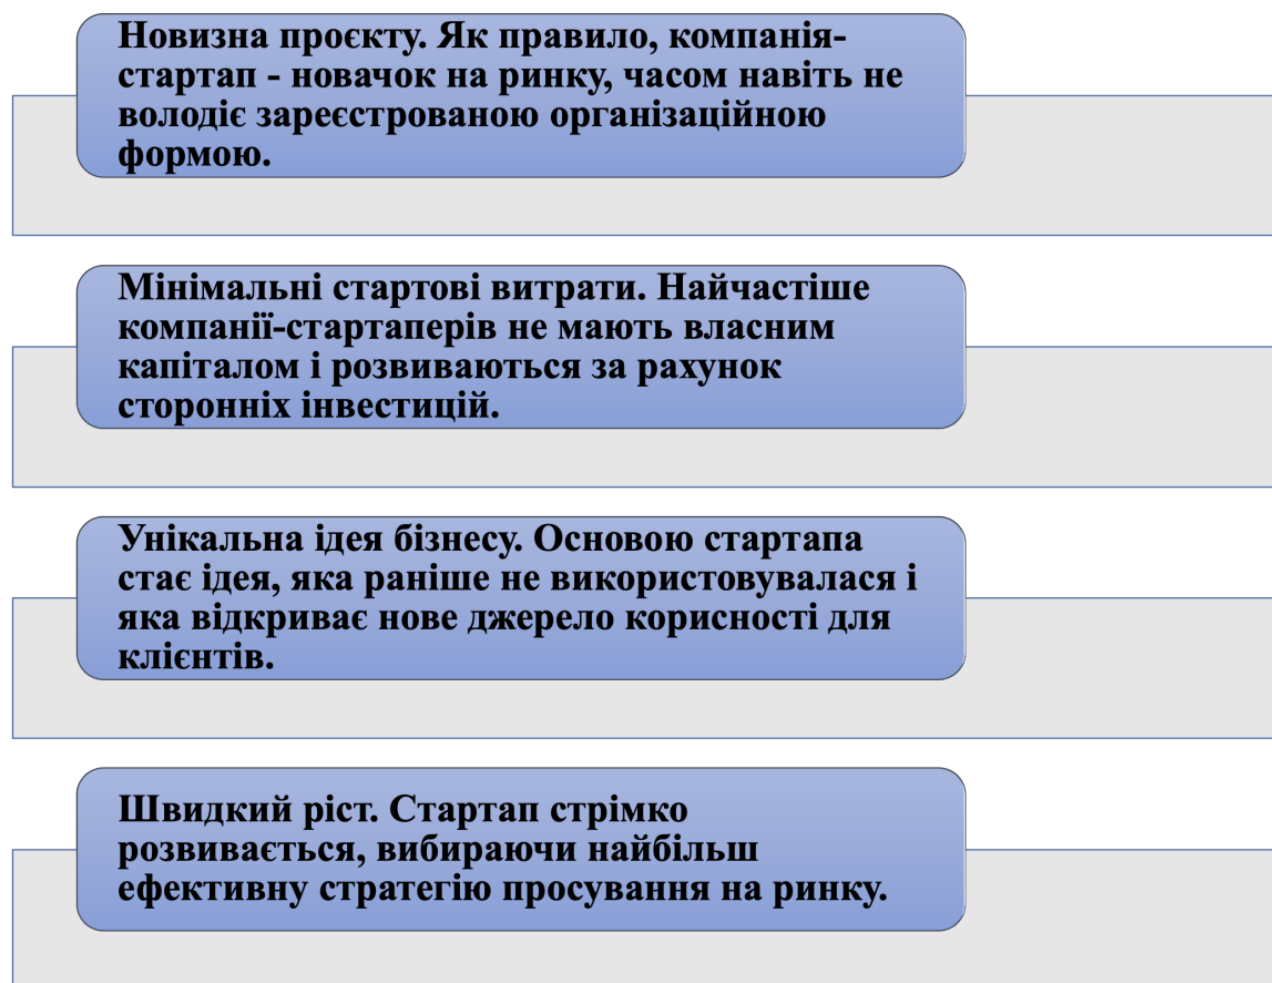 Новизна проєкту. Як правило, компанія-
стартап - новачок на ринку, часом навіть не
володіє зареєстрованою організаційною
формою.
Мінімальні стартові витрати. Найчастіше
компанії-стартаперів не мають власним
капіталом і розвиваються за рахунок
сторонніх інвестицій.
Унікальна ідея бізнесу. Основою стартапа
стає ідея, яка раніше не використовувалася і
яка відкриває нове джерело корисності для
клієнтів.
Швидкий ріст. Стартап стрімко
розвивається, вибираючи найбільш
ефективну стратегію просування на ринку.